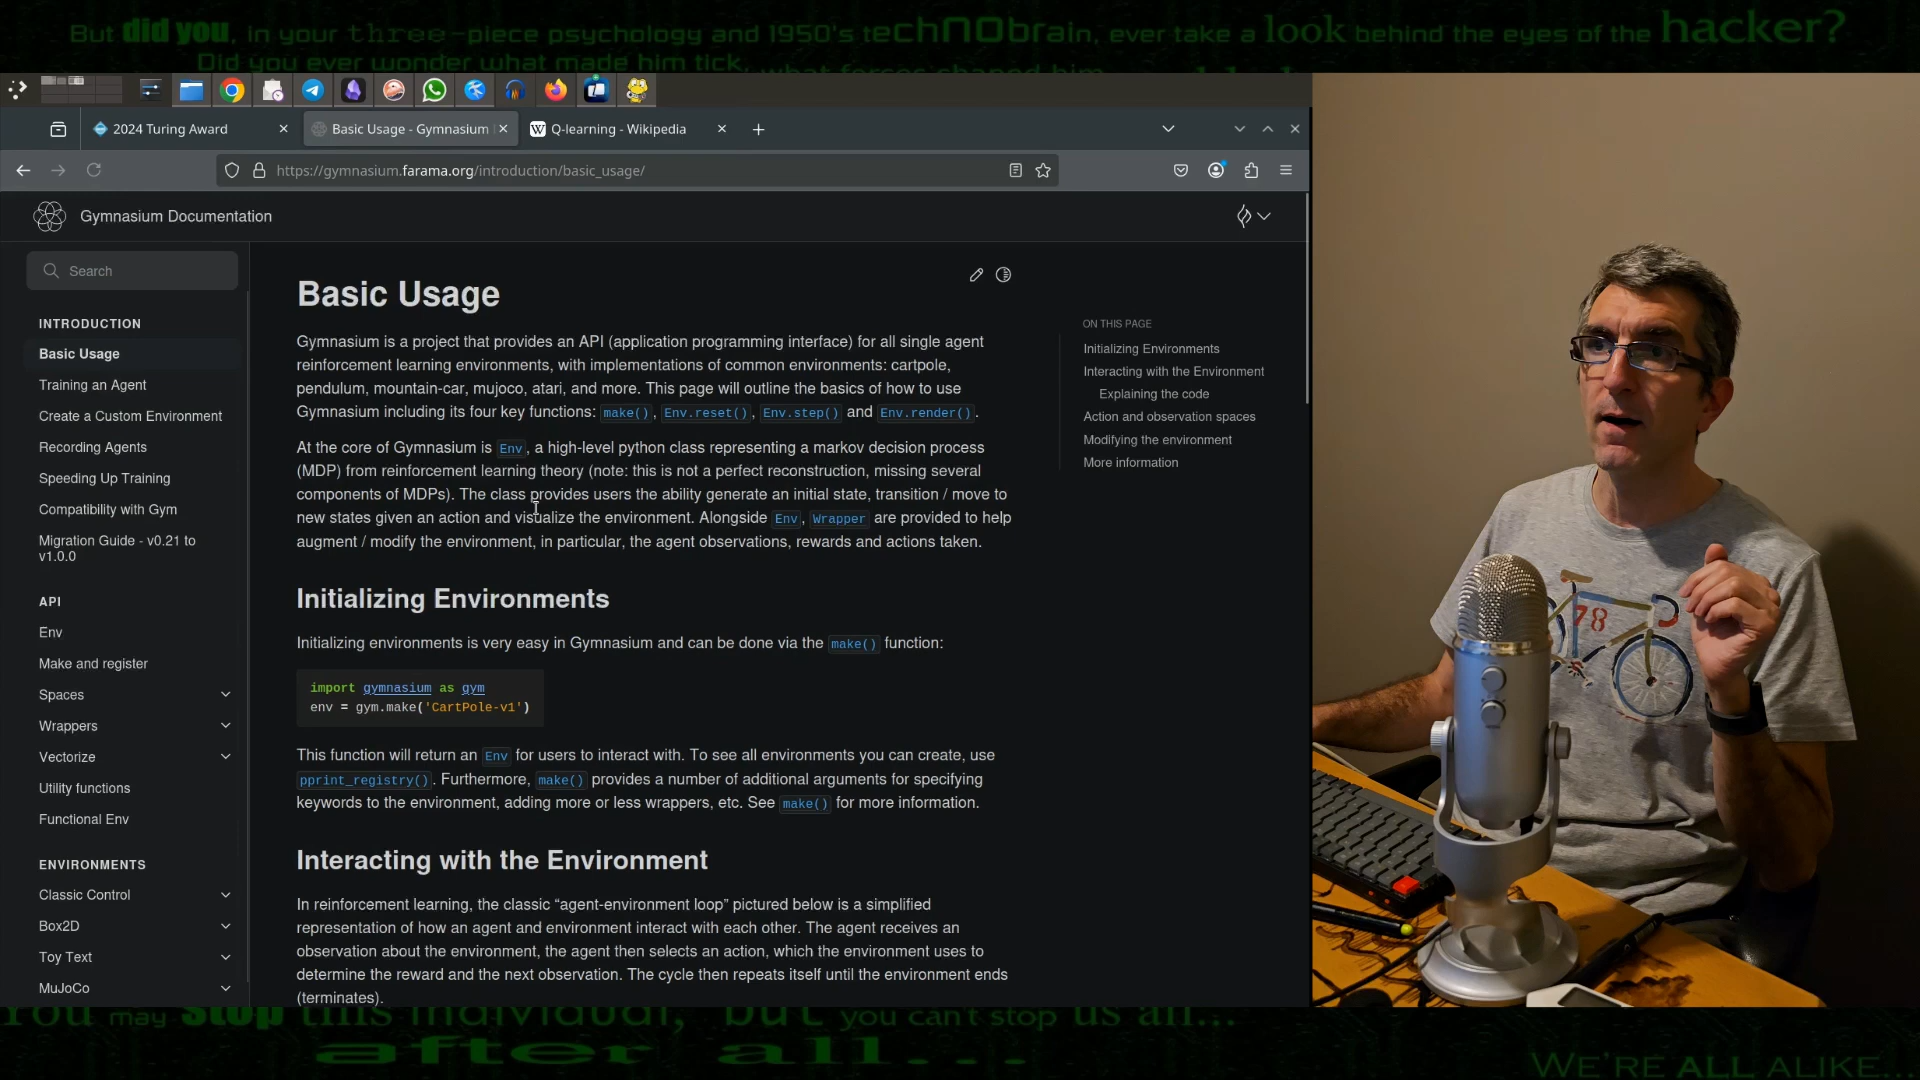 But did you, in your three-piece psychology and 1950's techNObrain, ever take a look behind the eyes of the hacker?
Did you ever wonder what made him tick, what forces shaped him
2024 Turing Award
Basic Usage - Gymnasium
Q-learning - Wikipedia
https://gymnasium.farama.org/introduction/basic_usage/
Gymnasium Documentation
Search
INTRODUCTION
Basic Usage
Training an Agent
Create a Custom Environment
Recording Agents
Speeding Up Training
Compatibility with Gym
Migration Guide - v0.21 to
v1.0.0
API
Env
Make and register
Spaces
Wrappers
Vectorize
Utility functions
Functional Env
ENVIRONMENTS
Classic Control
Box2D
Toy Text
MuJoCo
Basic Usage
Gymnasium is a project that provides an API (application programming interface) for all single agent
reinforcement learning environments, with implementations of common environments: cartpole,
pendulum, mountain-car, mujoco, atari, and more. This page will outline the basics of how to use
Gymnasium including its four key functions: make(), Env.reset(), Env.step() and Env.render().
At the core of Gymnasium is Env, a high-level python class representing a markov decision process
(MDP) from reinforcement learning theory (note: this is not a perfect reconstruction, missing several
components of MDPs). The class provides users the ability generate an initial state, transition / move to
new states given an action and visualize the environment. Alongside Env, Wrapper are provided to help
augment / modify the environment, in particular, the agent observations, rewards and actions taken.
Initializing Environments
Initializing environments is very easy in Gymnasium and can be done via the make() function:
import gymnasium as gym
env = gym.make('CartPole-v1')
This function will return an Env for users to interact with. To see all environments you can create, use
pprint_registry(). Furthermore, make() provides a number of additional arguments for specifying
keywords to the environment, adding more or less wrappers, etc. See make() for more information.
Interacting with the Environment
In reinforcement learning, the classic “agent-environment loop” pictured below is a simplified
representation of how an agent and environment interact with each other. The agent receives an
observation about the environment, the agent then selects an action, which the environment uses to
determine the reward and the next observation. The cycle then repeats itself until the environment ends
(terminates).
ON THIS PAGE
Initializing Environments
Interacting with the Environment
Explaining the code
Action and observation spaces
Modifying the environment
More information
78
You may stop this individual, but you can't stop us all...
after all...
WE'RE ALL ALIKE...